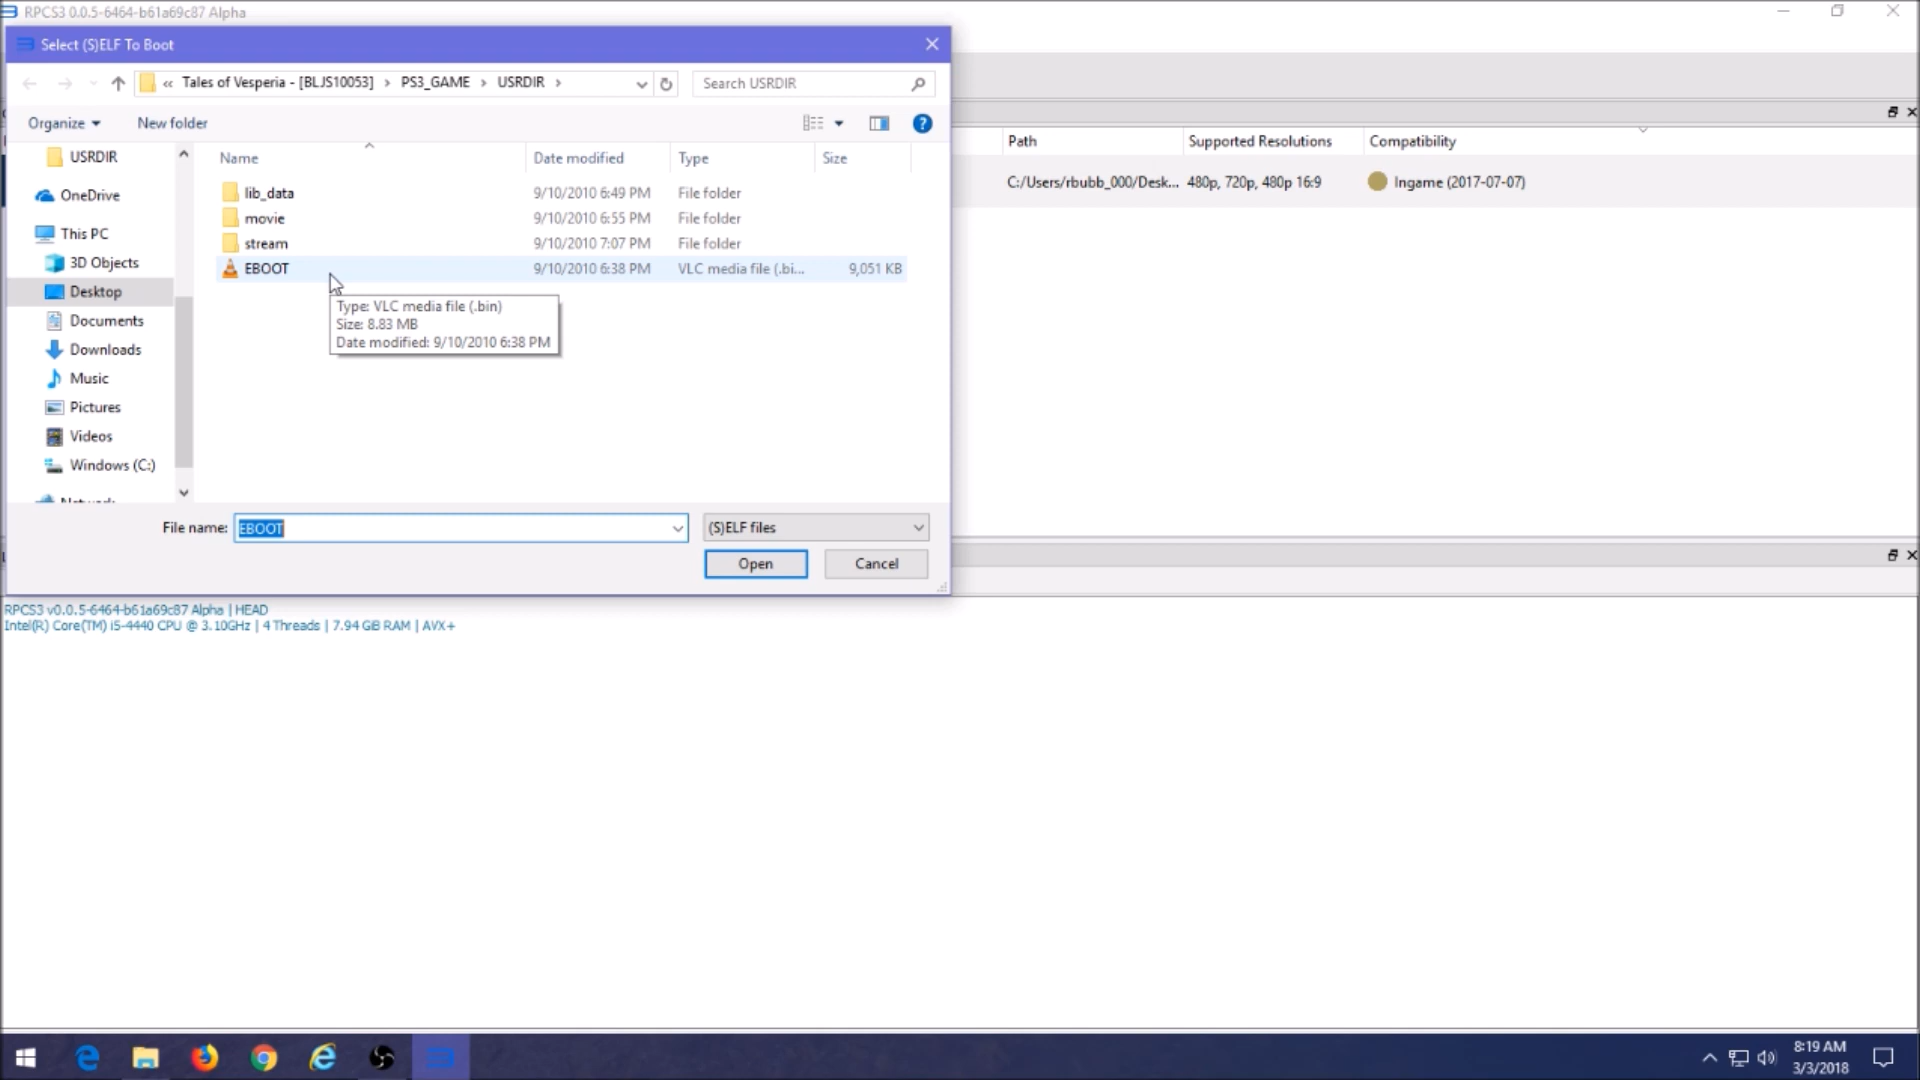 RPCS3 0.0.5-6464-b61a69c87 Alpha
Select (S)ELF To Boot
« Tales of Vesperia - [BLJS10053] › PS3_GAME › USRDIR ›
Search USRDIR
Organize
New folder
Name
Date modified
Type
Size
Path
Supported Resolutions
Compatibility
USRDIR
OneDrive
This PC
3D Objects
Desktop
Documents
Downloads
Music
Pictures
Videos
Windows (C:)
Network
lib_data 9/10/2010 6:49 PM File folder
movie 9/10/2010 6:55 PM File folder
stream 9/10/2010 7:07 PM File folder
EBOOT 9/10/2010 6:38 PM VLC media file (.bi... 9,051 KB
Type: VLC media file (.bin)
Size: 8.83 MB
Date modified: 9/10/2010 6:38 PM
C:/Users/rbubb_000/Desk... 480p, 720p, 480p 16:9 Ingame (2017-07-07)
File name: EBOOT
(S)ELF files
Open
Cancel
RPCS3 v0.0.5-6464-b61a69c87 Alpha | HEAD
Intel(R) Core(TM) i5-4440 CPU @ 3.10GHz | 4 Threads | 7.94 GiB RAM | AVX+
8:19 AM
3/3/2018